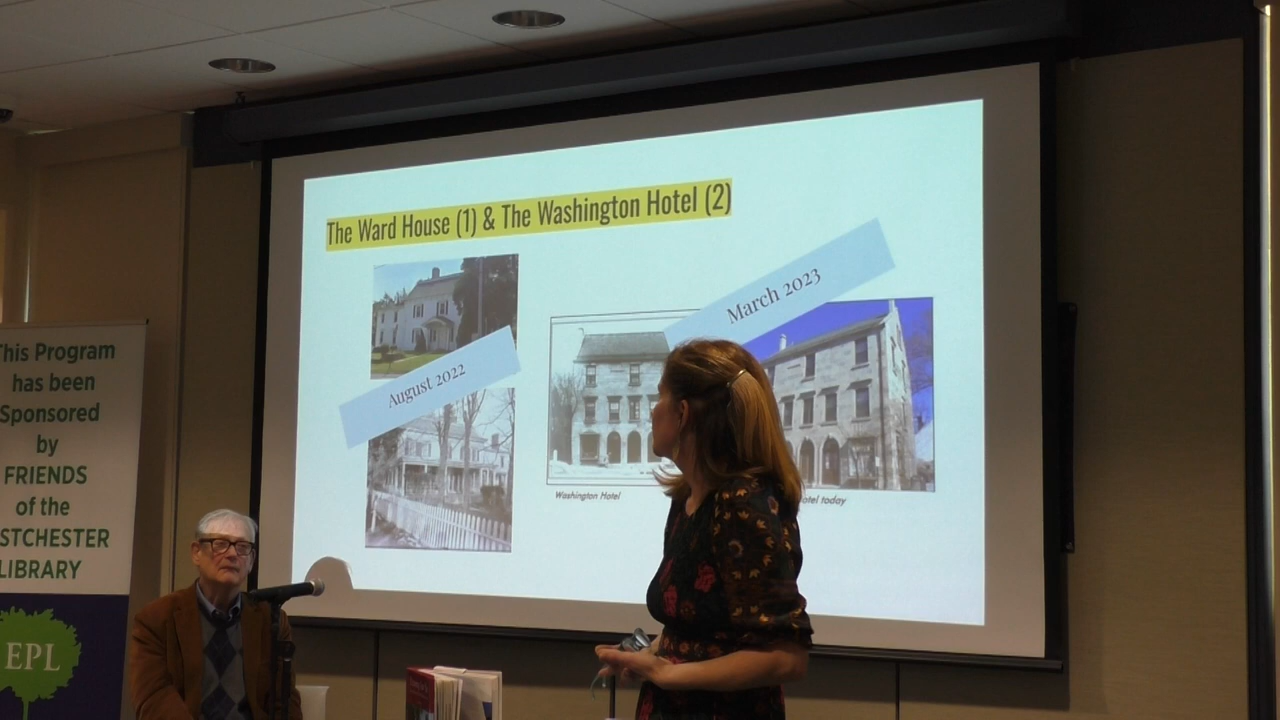 The Ward House (1) & The Washington Hotel (2)
August 2022
March 2023
Washington Hotel
otel today
This Program
has been
Sponsored
by
FRIENDS
of the
STCHESTER
LIBRARY
EPL